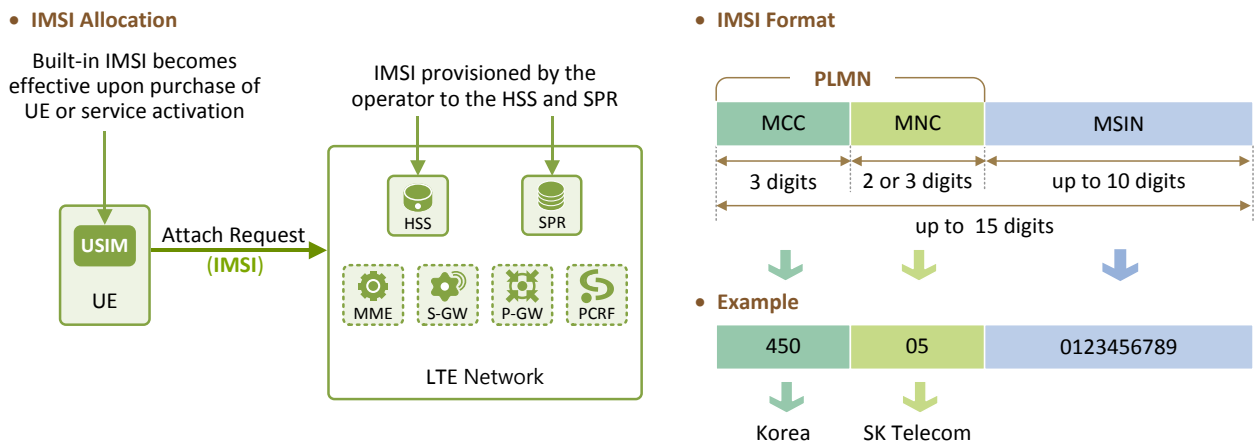 • IMSI Allocation
Built-in IMSI becomes
effective upon purchase of
UE or service activation
IMSI provisioned by the
operator to the HSS and SPR
HSS
SPR
USIM
UE
Attach Request
(IMSI)
MME
S-GW
P-GW
PCRF
LTE Network
• IMSI Format
PLMN
MCC
MNC
MSIN
3 digits
2 or 3 digits
up to 10 digits
up to 15 digits
• Example
450
05
0123456789
Korea
SK Telecom